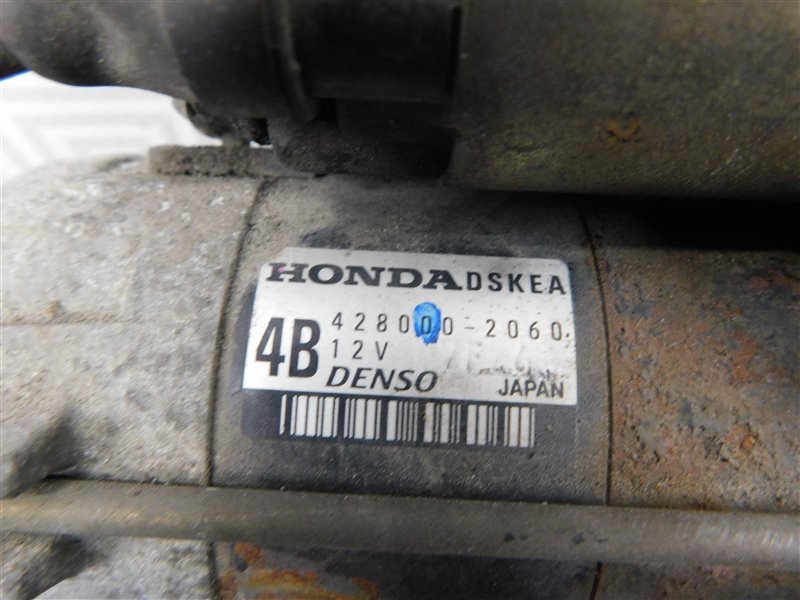 HONDA DSKEA
4B 428000-2060
12V
DENSO JAPAN